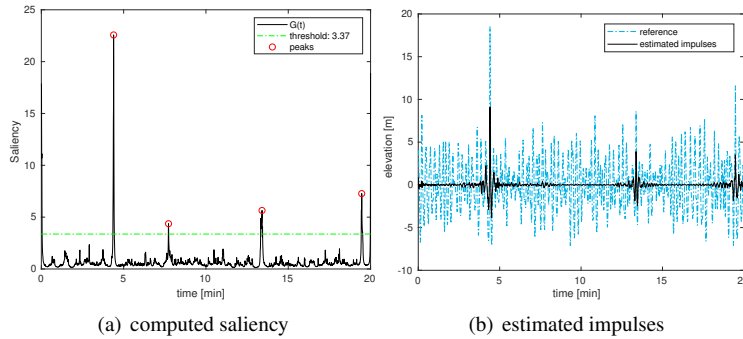 25
20
15
10
5
0
Saliency
G(t)
threshold: 3.37
peaks
0 5 10 15 20
time [min]
(a) computed saliency
20
15
10
5
0
-5
-10
elevation [m]
reference
estimated impulses
0 5 10 15 20
time [min]
(b) estimated impulses